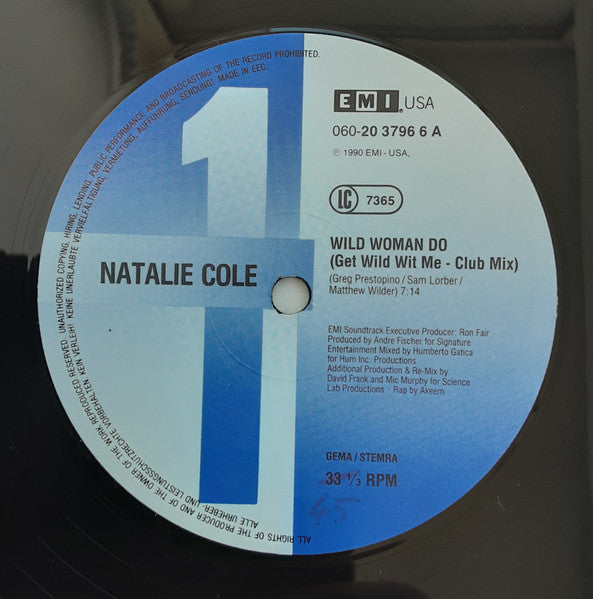 ALL RIGHTS OF THE PRODUCER AND OF THE OWNER OF THE WORK REPRODUCED RESERVED. UNAUTHORIZED COPYING, HIRING, LENDING, PUBLIC PERFORMANCE AND BROADCASTING OF THE RECORD PROHIBITED.
ALLE URHEBER- UND LEISTUNGSSCHUTZRECHTE VORBEHALTEN. KEIN VERLEIH! KEINE UNERLAUBTE VERVIELFÄLTIGUNG, VERMIETUNG, AUFFÜHRUNG, SENDUNG! MADE IN EEC.
1
EMI USA
060-20 3796 6 A
℗ 1990 EMI - USA.
LC 7365
NATALIE COLE
WILD WOMAN DO
(Get Wild Wit Me - Club Mix)
(Greg Prestopino / Sam Lorber /
Matthew Wilder) 7:14
EMI Soundtrack Executive Producer: Ron Fair
Produced by Andre Fischer for Signature
Entertainment Mixed by Humberto Gatica
for Hum Inc. Productions
Additional Production & Re-Mix by
David Frank and Mic Murphy for Science
Lab Productions · Rap by Akeem
GEMA / STEMRA
33 1/3 RPM
45